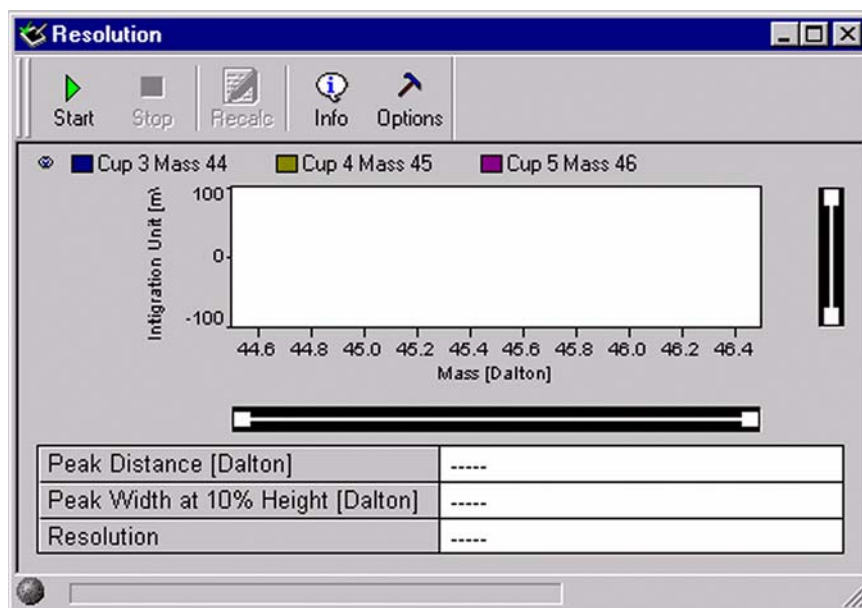 Resolution
Start Stop Recalc Info Options
Cup 3 Mass 44 Cup 4 Mass 45 Cup 5 Mass 46
Intigration Unit [m\
100
0
-100
44.6 44.8 45.0 45.2 45.4 45.6 45.8 46.0 46.2 46.4
Mass [Dalton]
Peak Distance [Dalton] -----
Peak Width at 10% Height [Dalton] -----
Resolution -----